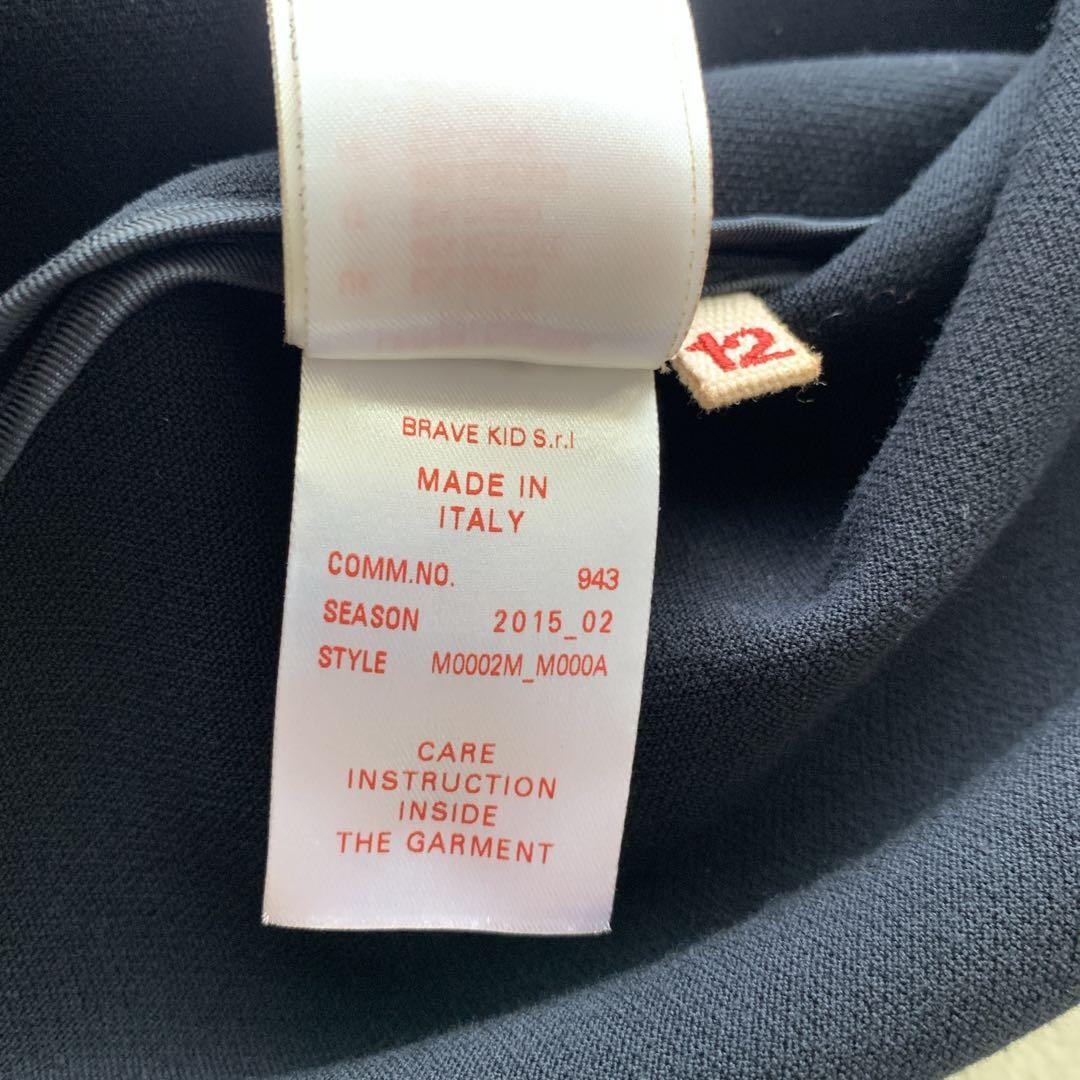 12
BRAVE KID S.r.l
MADE IN
ITALY
COMM.NO. 943
SEASON 2015_02
STYLE M0002M_M000A
CARE
INSTRUCTION
INSIDE
THE GARMENT